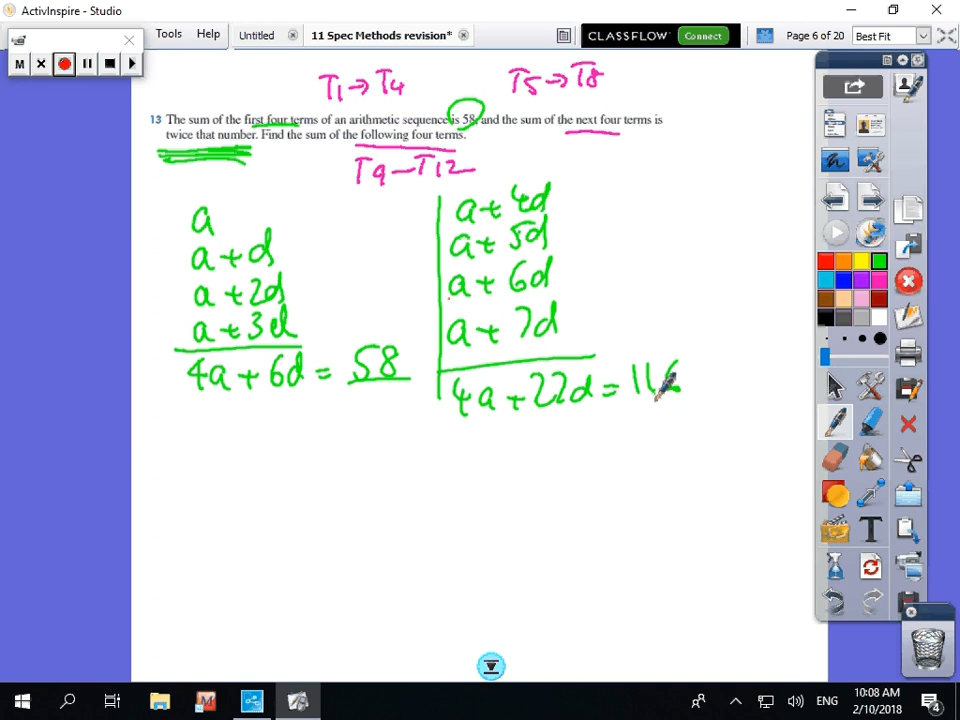 ActivInspire - Studio
Tools Help Untitled 11 Spec Methods revision* CLASSFLOW Connect Page 6 of 20 Best Fit
M
T1→T4 T5→T8
13 The sum of the first four terms of an arithmetic sequence is 58, and the sum of the next four terms is
twice that number. Find the sum of the following four terms.
T9-T12
a
a+d
a+2d
a+3d
4a+6d = 58
a+4d
a+5d
a+6d
a+7d
4a+22d=116
T
ENG
10:08 AM
2/10/2018
4